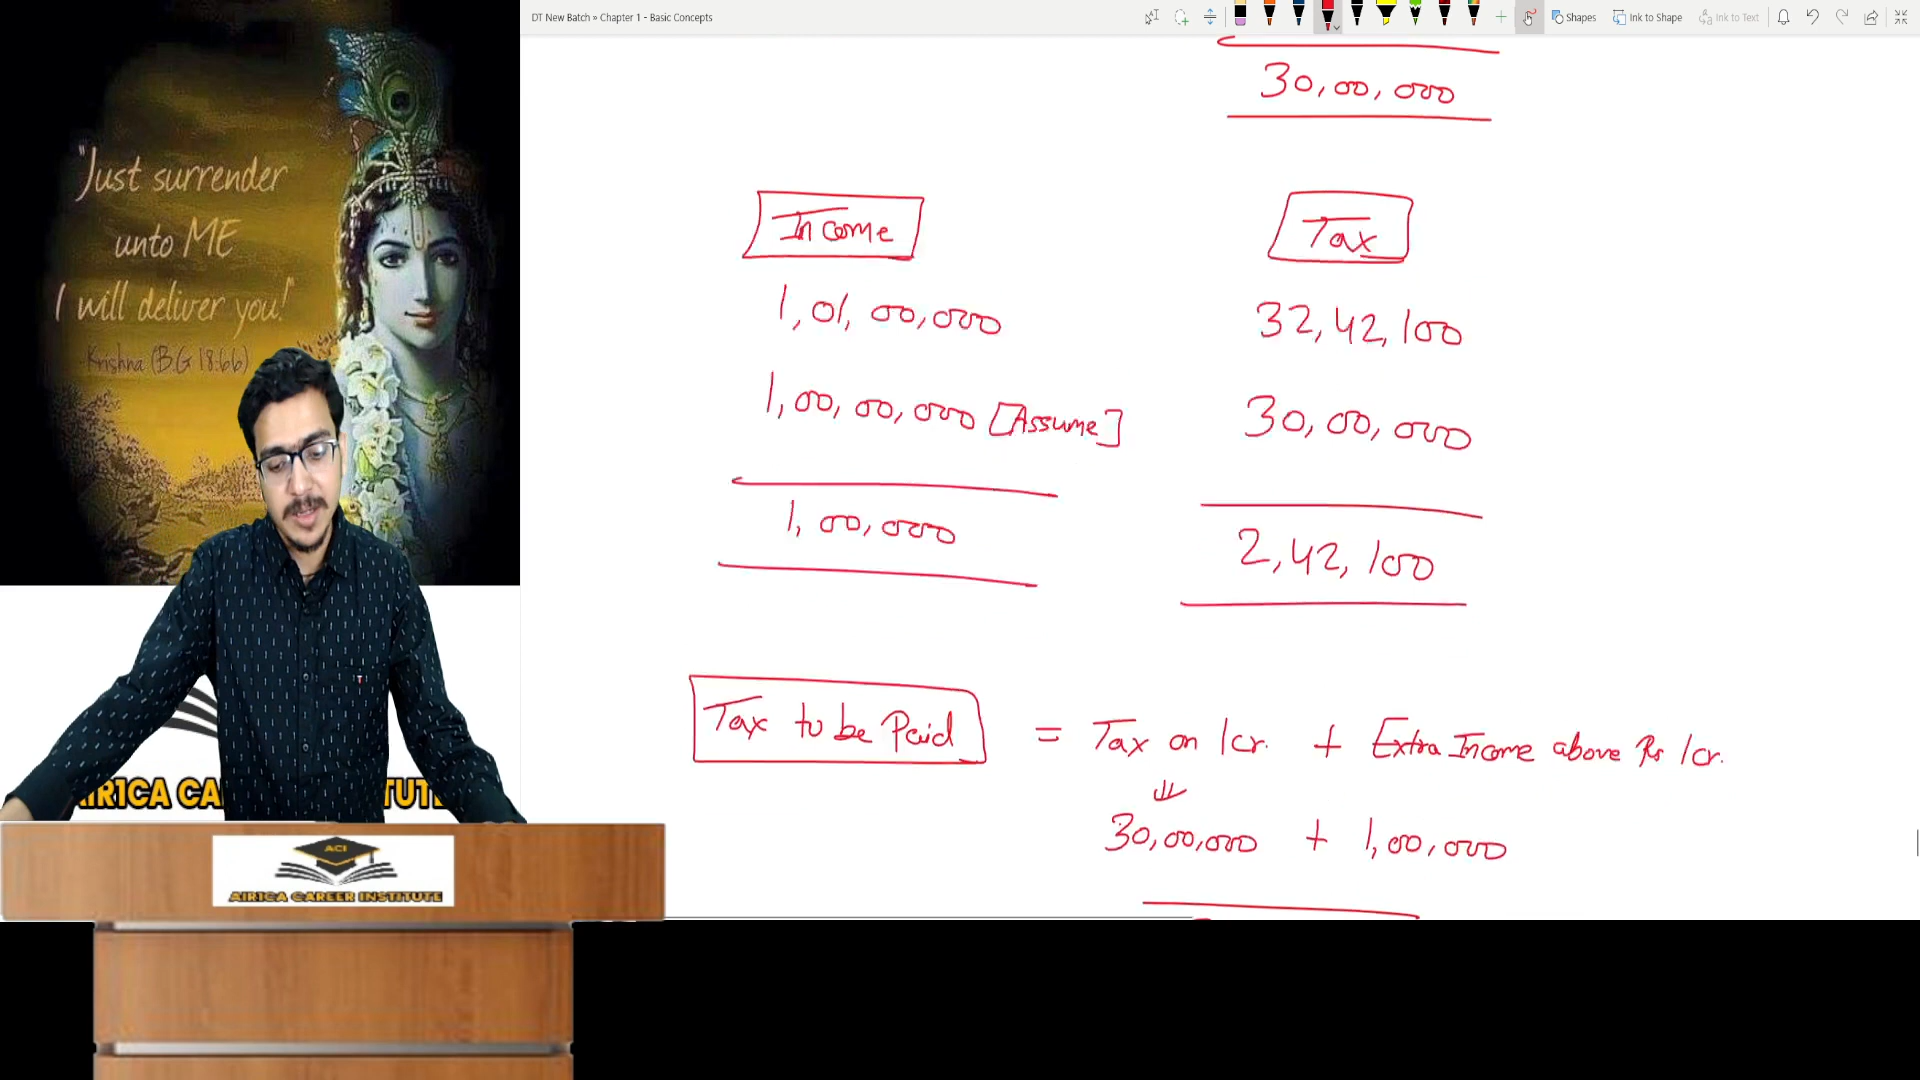 DT New Batch » Chapter 1 - Basic Concepts
Shapes
Ink to Shape
Ink to Text
30,00,000
"Just surrender
unto ME
I will deliver you!"
-Krishna (B.G 18:66)
Income Tax
1,01,00,000 32,42,100
1,00,00,000 [Assume] 30,00,000
1,00,000 2,42,100
Tax to be Paid = Tax on 1cr. + Extra Income above Rs 1cr.
30,00,000 + 1,00,000
ACI
AIR1CA CAREER INSTITUTE